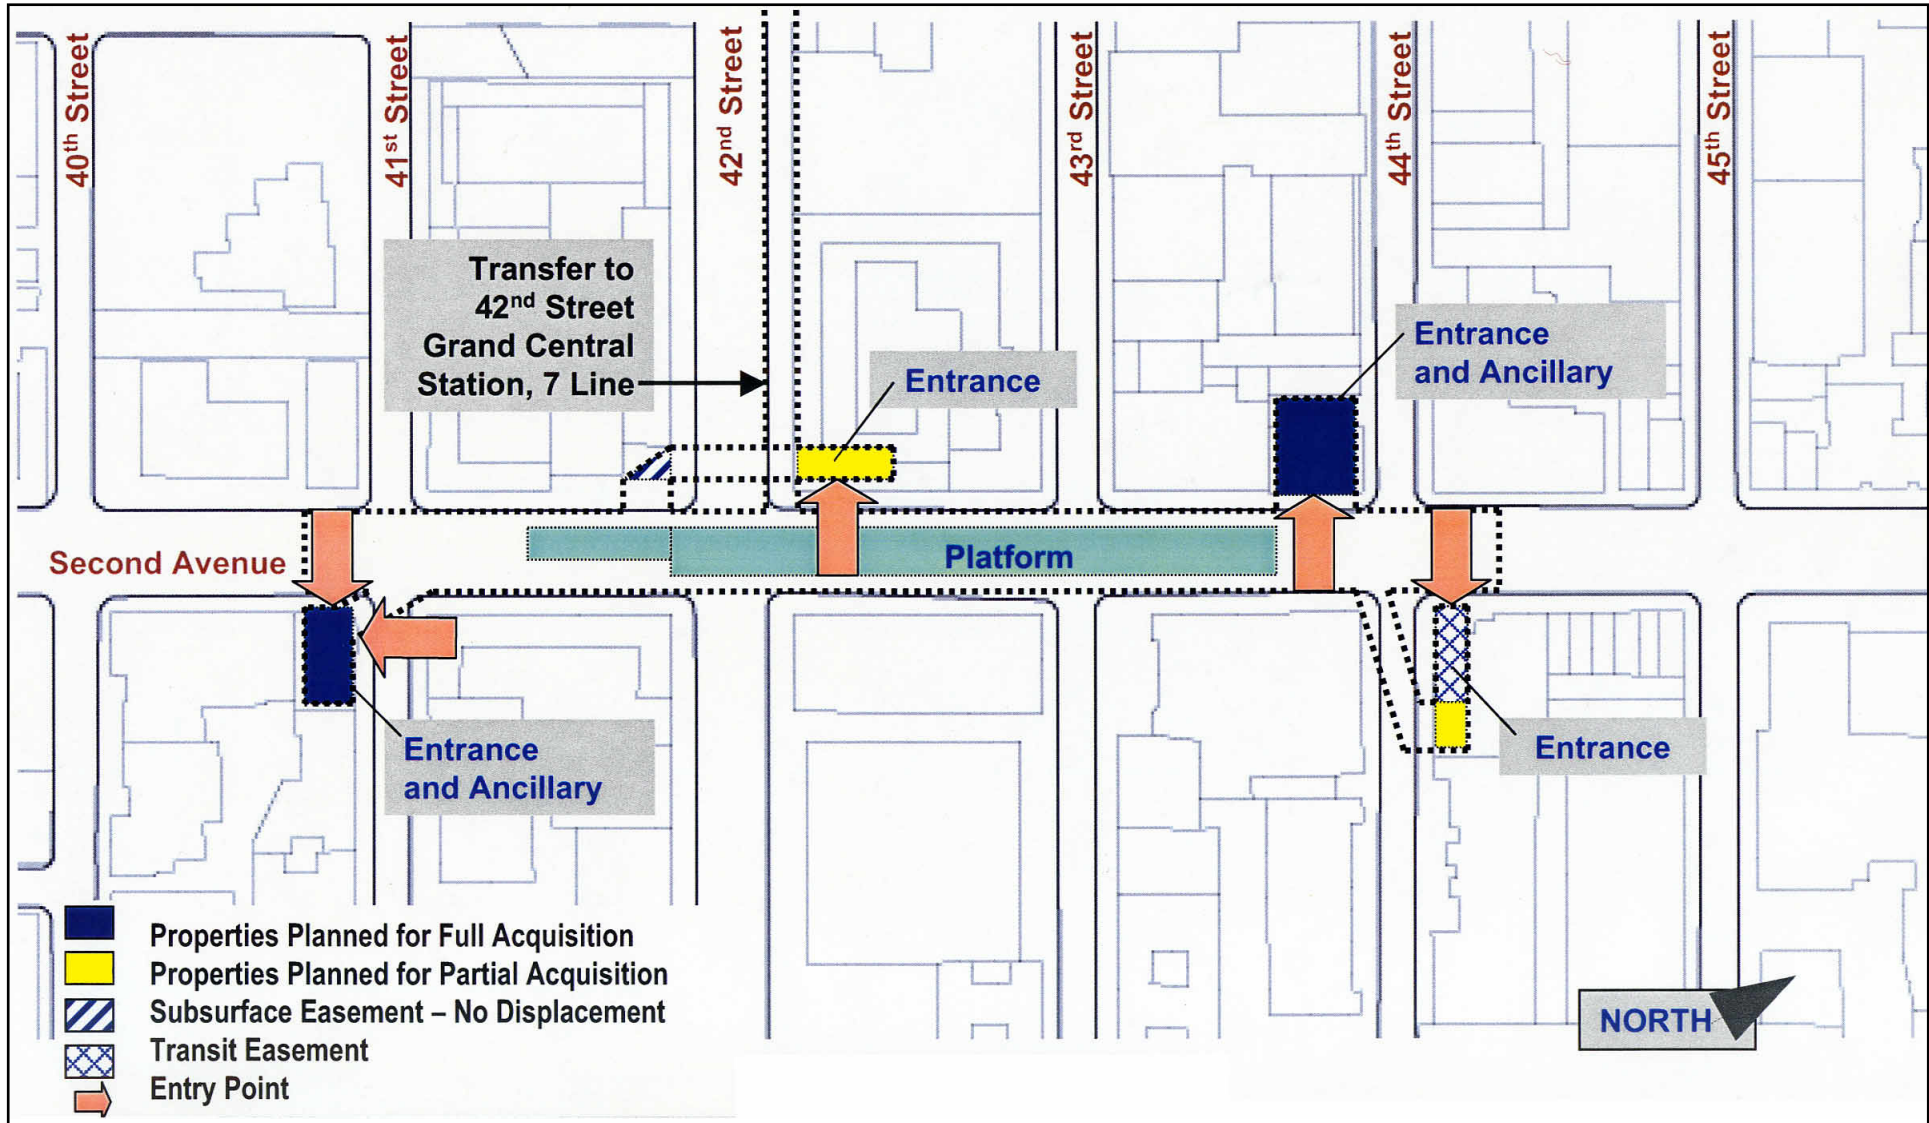 40th Street
41st Street
42nd Street
43rd Street
44th Street
45th Street
Transfer to
42nd Street
Grand Central
Station, 7 Line
Entrance
Entrance
and Ancillary
Second Avenue
Platform
Entrance
and Ancillary
Entrance
Properties Planned for Full Acquisition
Properties Planned for Partial Acquisition
Subsurface Easement – No Displacement
Transit Easement
Entry Point
NORTH